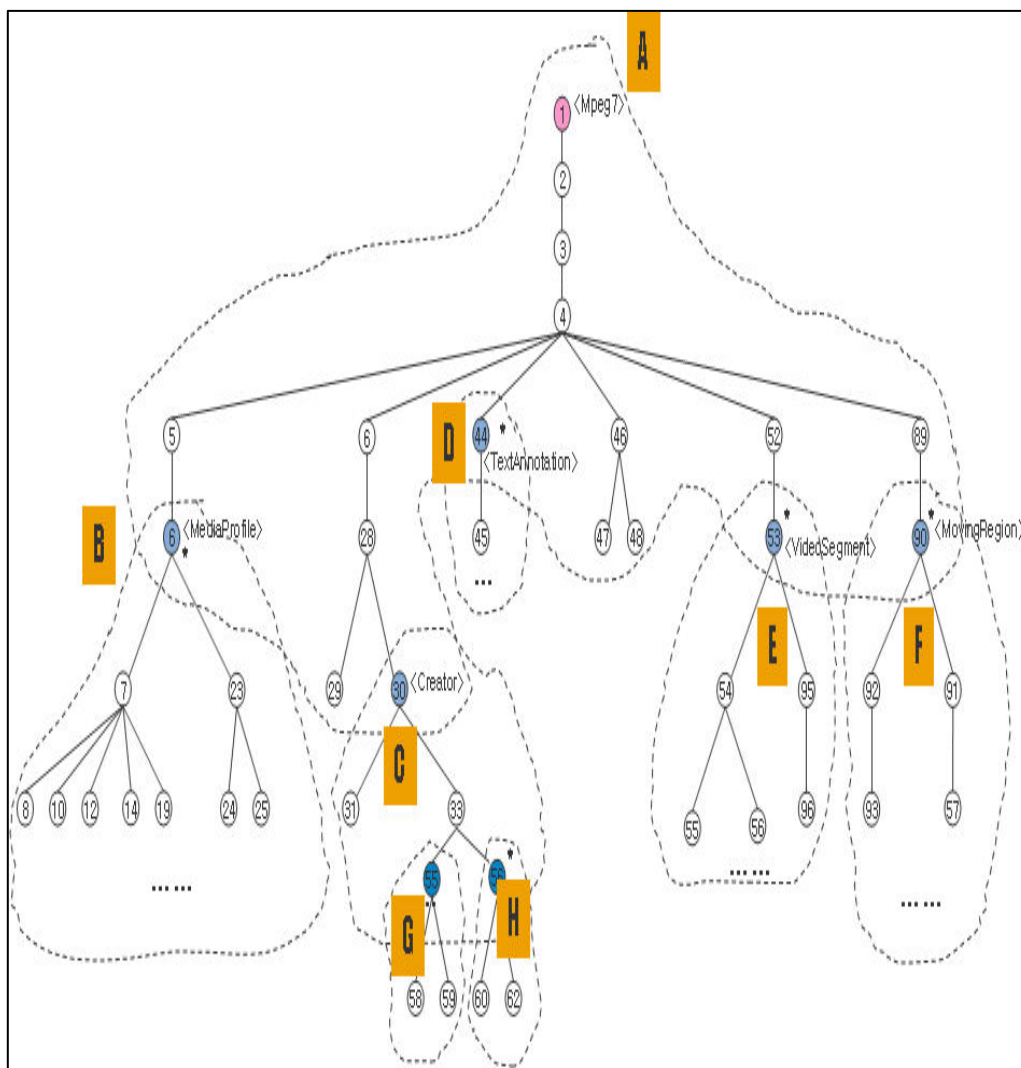 A
1 <Mpeg7>
2
3
4
5 6 44 * 46 52 89
D <TextAnnotation>
B 6 <MediaProfile> * 28 45 47 48 53 * <VideoSegment> 90 * <MovingRegion>
...
E F
7 23 29 30 <Creator> 54 95 92 91
C
8 10 12 14 19 24 25 31 33 55 56 96 93 57
55 56 *
...... ... ...... ......
G H
58 59 60 62